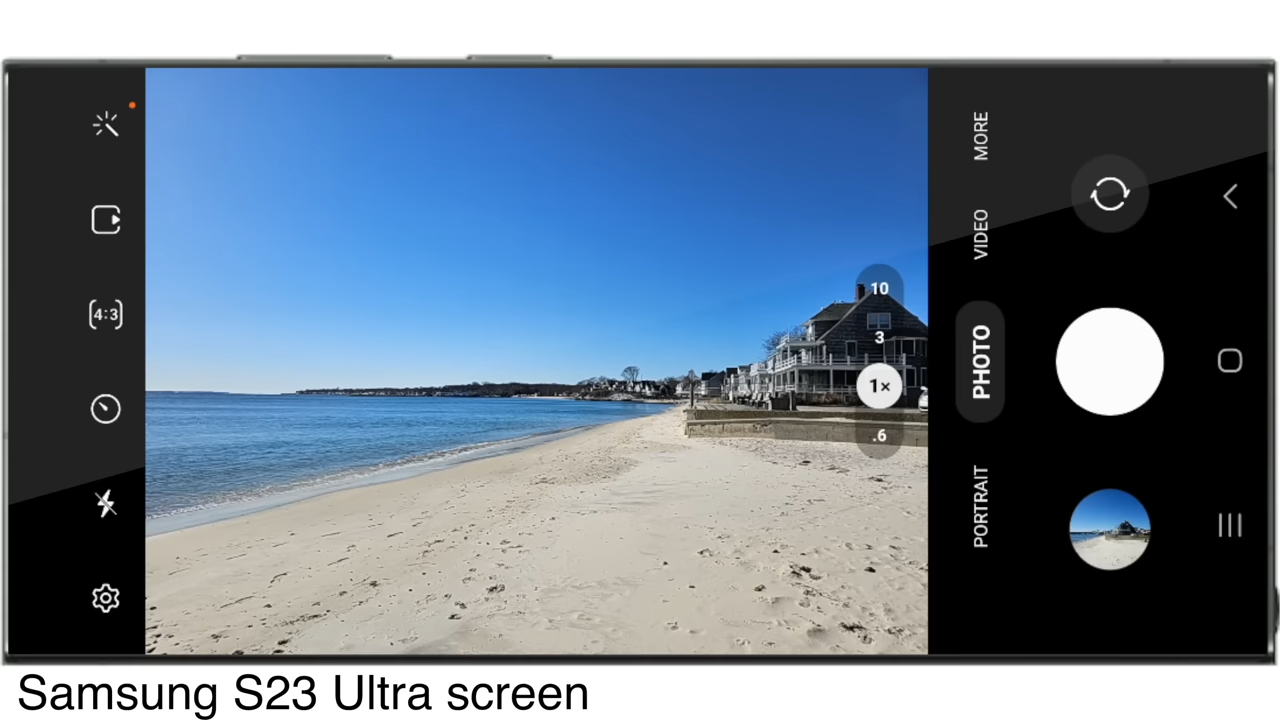 4:3
10
3
1×
.6
MORE
VIDEO
PHOTO
PORTRAIT
Samsung S23 Ultra screen